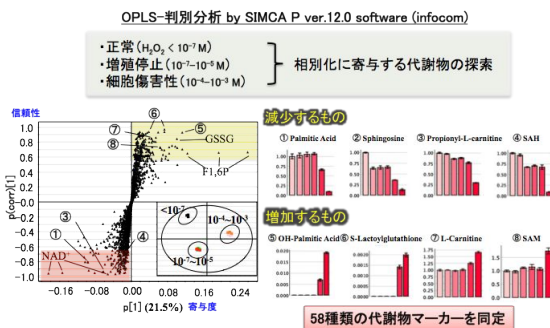 OPLS-判別分析 by SIMCA P ver.12.0 software (infocom)
・正常 (H₂O₂ < 10⁻⁷ M)
・増殖停止 (10⁻⁷–10⁻⁵ M)
・細胞傷害性 (10⁻⁴–10⁻³ M)
相別化に寄与する代謝物の探索
信頼性
p(corr)[1]
1.0
0.8
0.6
0.4
0.2
0.0
-0.2
-0.4
-0.6
-0.8
-1.0
⑥
⑦
⑤
⑧
GSSG
F1,6P
③
①
④
NAD⁺
<10⁻⁷
10⁻⁴~10⁻³
10⁻⁷~10⁻⁵
-0.16 -0.08 -0.00 0.08 0.16 0.24
p[1] (21.5%) 寄与度
減少するもの
① Palmitic Acid
② Sphingosine
③ Propionyl-L-carnitine
④ SAH
増加するもの
⑤ OH-Palmitic Acid
⑥ S-Lactoylglutathione
⑦ L-Carnitine
⑧ SAM
58種類の代謝物マーカーを同定